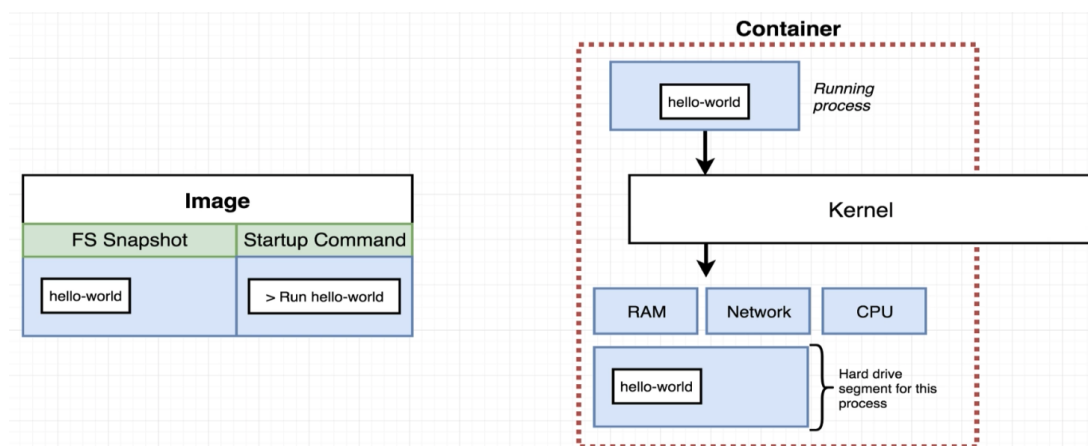 Container
hello-world
Running
process
Image
FS Snapshot
Startup Command
hello-world
> Run hello-world
Kernel
RAM
Network
CPU
hello-world
Hard drive
segment for this
process